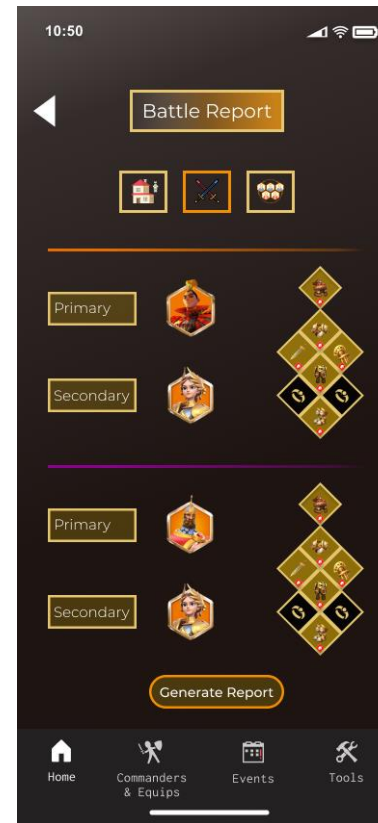 10:50
Battle Report
Primary
Secondary
Primary
Secondary
Generate Report
Home
Commanders
& Equips
Events
Tools